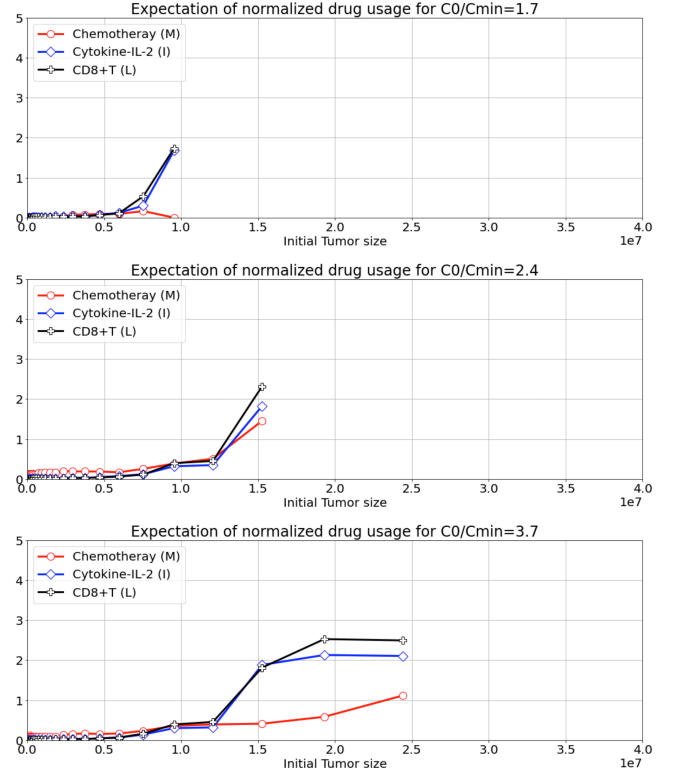 Expectation of normalized drug usage for C0/Cmin=1.7
5
4
3
2
1
0
Chemotheray (M)
Cytokine-IL-2 (I)
CD8+T (L)
0.0 0.5 1.0 1.5 2.0 2.5 3.0 3.5 4.0
Initial Tumor size
1e7
Expectation of normalized drug usage for C0/Cmin=2.4
5
4
3
2
1
0
Chemotheray (M)
Cytokine-IL-2 (I)
CD8+T (L)
0.0 0.5 1.0 1.5 2.0 2.5 3.0 3.5 4.0
Initial Tumor size
1e7
Expectation of normalized drug usage for C0/Cmin=3.7
5
4
3
2
1
0
Chemotheray (M)
Cytokine-IL-2 (I)
CD8+T (L)
0.0 0.5 1.0 1.5 2.0 2.5 3.0 3.5 4.0
Initial Tumor size
1e7